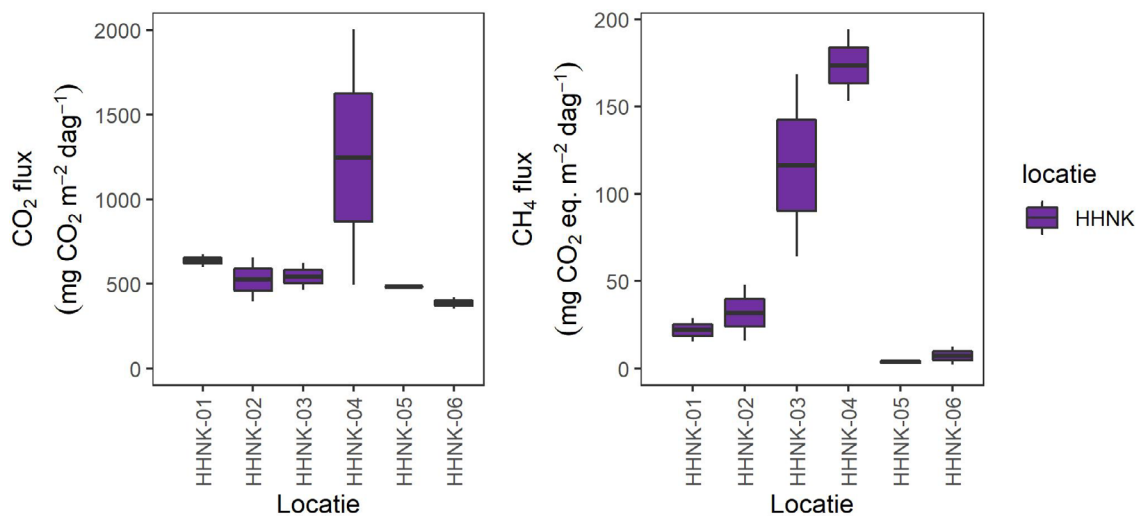 CO₂ flux
(mg CO₂ m⁻² dag⁻¹)
2000
1500
1000
500
0
HHNK-01
HHNK-02
HHNK-03
HHNK-04
HHNK-05
HHNK-06
Locatie
CH₄ flux
(mg CO₂ eq. m⁻² dag⁻¹)
200
150
100
50
0
HHNK-01
HHNK-02
HHNK-03
HHNK-04
HHNK-05
HHNK-06
Locatie
locatie
HHNK